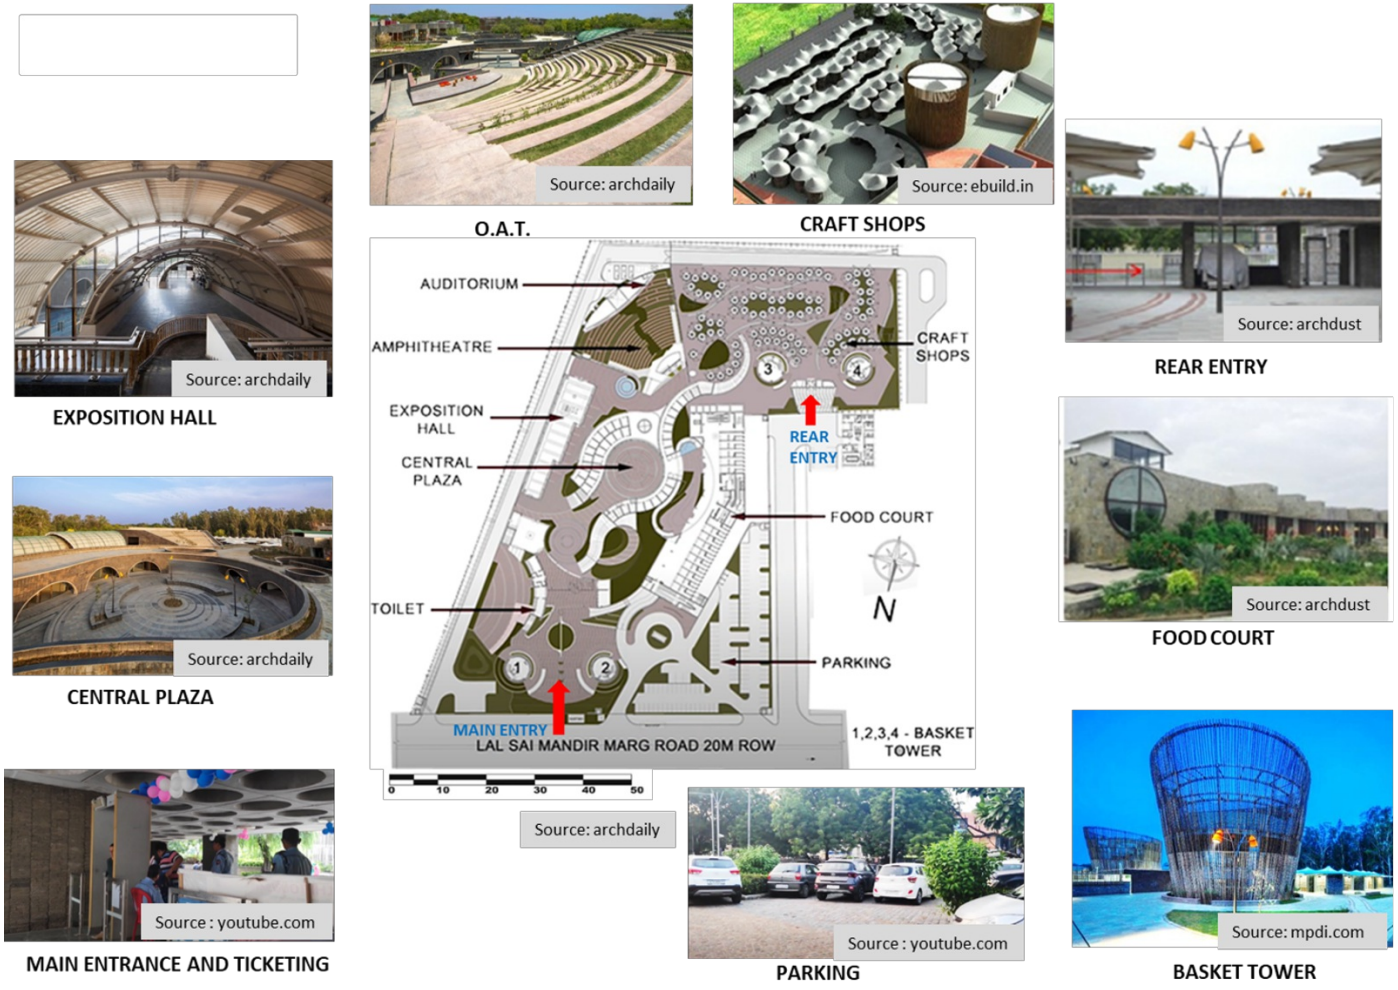 Source: archdaily
O.A.T.
Source: ebuild.in
CRAFT SHOPS
Source: archdust
REAR ENTRY
Source: archdaily
EXPOSITION HALL
AUDITORIUM
AMPHITHEATRE
EXPOSITION
HALL
CENTRAL
PLAZA
TOILET
CRAFT
SHOPS
3
4
REAR
ENTRY
FOOD COURT
N
PARKING
1
2
MAIN ENTRY
LAL SAI MANDIR MARG ROAD 20M ROW
1,2,3,4 - BASKET
TOWER
0 10 20 30 40 50
Source: archdaily
Source: archdust
FOOD COURT
Source: archdaily
CENTRAL PLAZA
Source : youtube.com
MAIN ENTRANCE AND TICKETING
Source : youtube.com
PARKING
Source: mpdi.com
BASKET TOWER